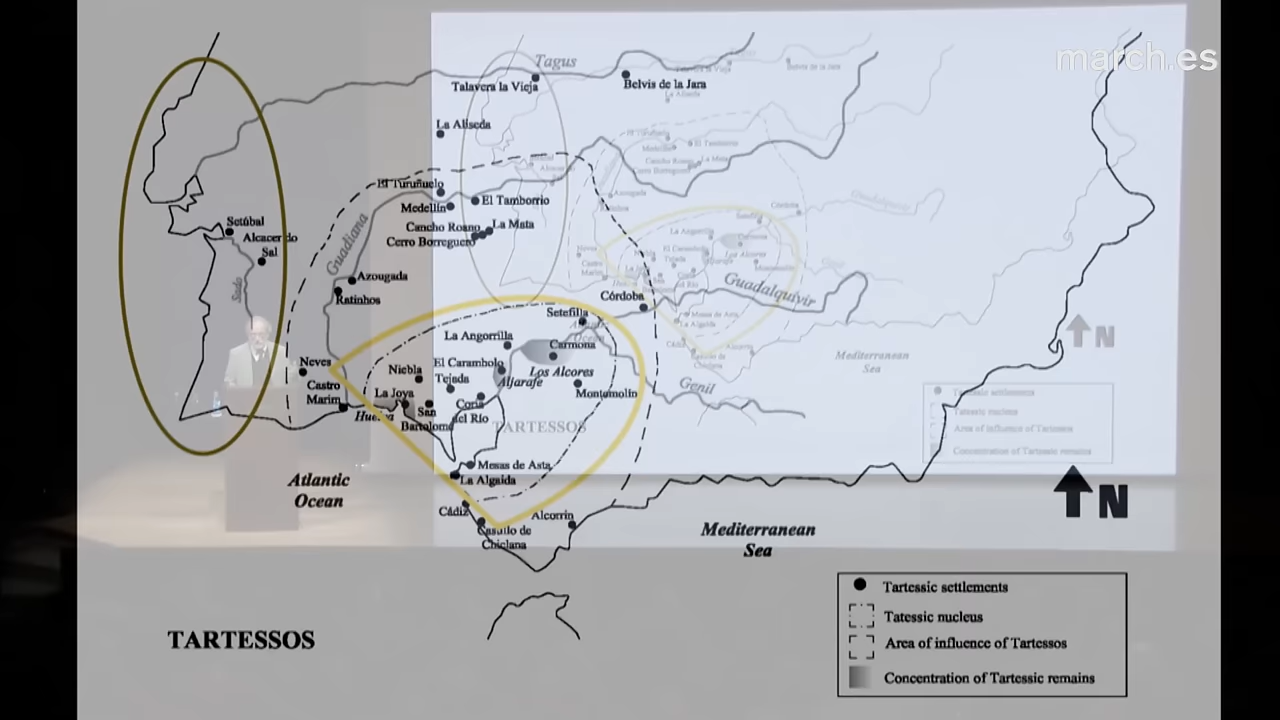 march.es
Tagus
Talavera la Vieja
Belvis de la Jara
La Aliseda
El Turuñuelo
El Tamborrio
Medellín
Cancho Roano
La Mata
Cerro Borreguero
Guadiana
Setúbal
Alcacer do
Sal
Sado
Azougada
Ratinhos
Córdoba
Guadalquivir
Setefilla
La Angorrilla
Carmona
Neves
El Carambolo
Los Alcores
Niebla
Tejada
Aljarafe
Castro
Marim
La Joya
Coria
del Río
Montemolín
Genil
Huelva
San
Bartolomé
TARTESSOS
Mesas de Asta
La Algaida
Cádiz
Castillo de
Chiclana
Alcorrín
Atlantic
Ocean
Mediterranean
Sea
N
Mediterranean
Sea
N
TARTESSOS
Tartessic settlements
Tatessic nucleus
Area of influence of Tartessos
Concentration of Tartessic remains